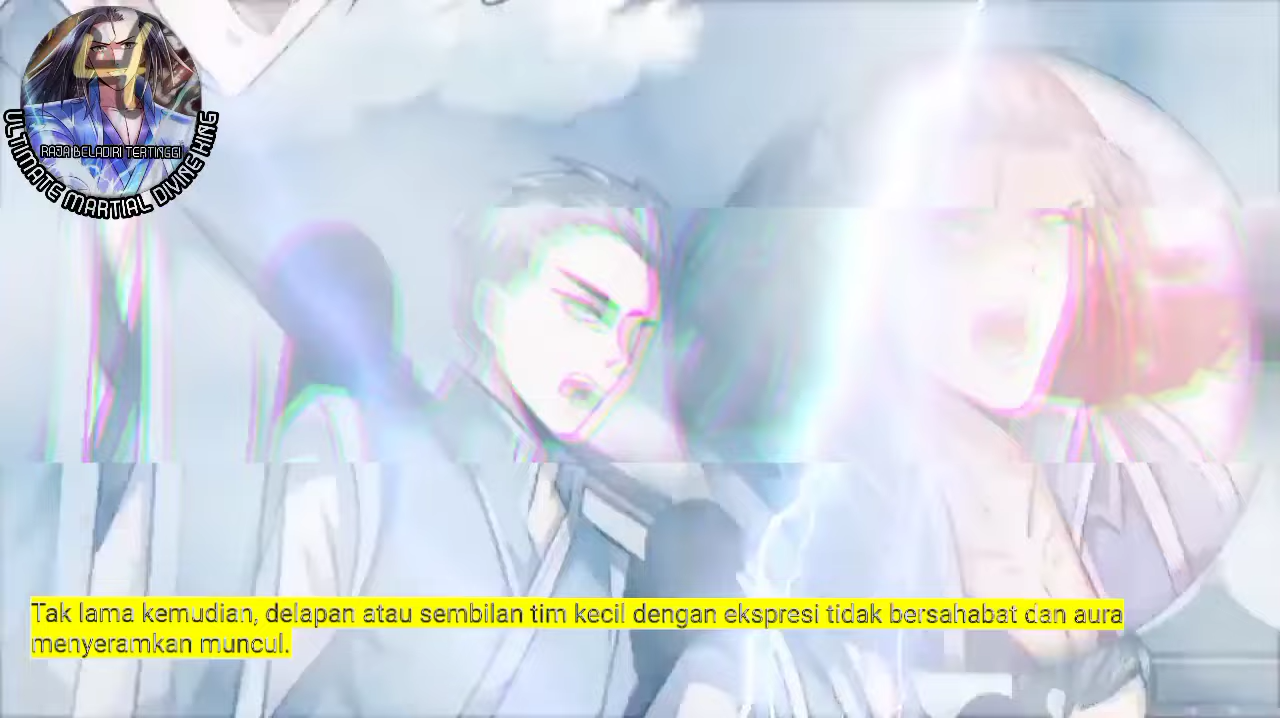 RAJA BELADIRI TERTINGGI
ULTIMATE MARTIAL DIVINE KING
Tak lama kemudian, delapan atau sembilan tim kecil dengan ekspresi tidak bersahabat dan aura
menyeramkan muncul.